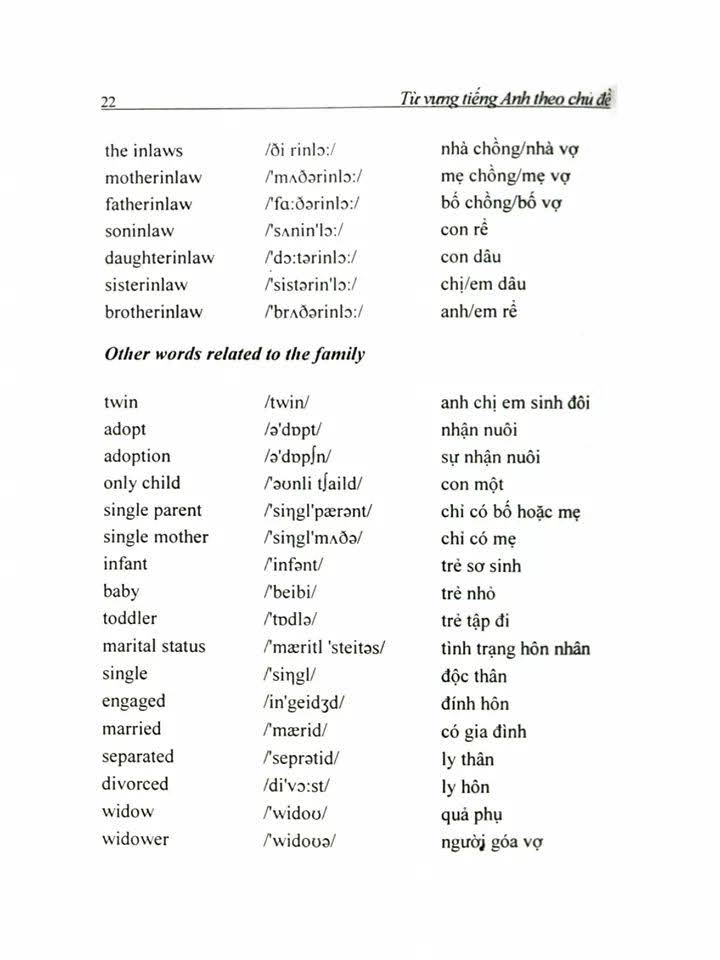 22 Từ vựng tiếng Anh theo chủ đề
the inlaws /ði rinlɔ:/ nhà chồng/nhà vợ
motherinlaw /'mʌðərinlɔ:/ mẹ chồng/mẹ vợ
fatherinlaw /'fɑ:ðərinlɔ:/ bố chồng/bố vợ
soninlaw /'sʌnin'lɔ:/ con rể
daughterinlaw /'dɔ:tərinlɔ:/ con dâu
sisterinlaw /'sistərin'lɔ:/ chị/em dâu
brotherinlaw /'brʌðərinlɔ:/ anh/em rể
Other words related to the family
twin /twin/ anh chị em sinh đôi
adopt /ə'dɒpt/ nhận nuôi
adoption /ə'dɒpʃn/ sự nhận nuôi
only child /'əʊnli tʃaild/ con một
single parent /'siηgl'pærənt/ chỉ có bố hoặc mẹ
single mother /'siηgl'mʌðə/ chỉ có mẹ
infant /'infənt/ trẻ sơ sinh
baby /'beibi/ trẻ nhỏ
toddler /'tɒdlə/ trẻ tập đi
marital status /'mæritl 'steitəs/ tình trạng hôn nhân
single /'siηgl/ độc thân
engaged /in'geidʒd/ đính hôn
married /'mærid/ có gia đình
separated /'seprətid/ ly thân
divorced /di'vɔ:st/ ly hôn
widow /'widoʊ/ quả phụ
widower /'widoʊə/ người góa vợ